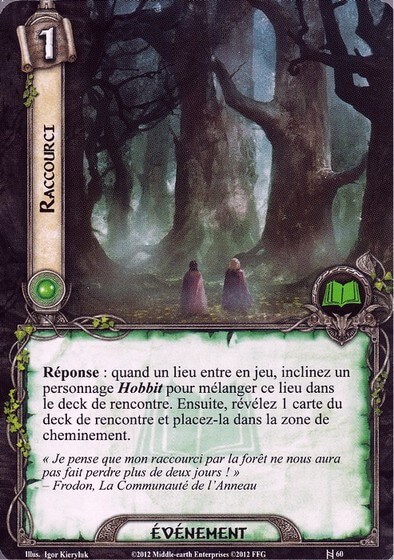 1
RACCOURCI
Réponse : quand un lieu entre en jeu, inclinez un
personnage Hobbit pour mélanger ce lieu dans
le deck de rencontre. Ensuite, révélez 1 carte du
deck de rencontre et placez-la dans la zone de
cheminement.
« Je pense que mon raccourci par la forêt ne nous aura
pas fait perdre plus de deux jours ! »
– Frodon, La Communauté de l'Anneau
ÉVÉNEMENT
Illus. Igor Kieryluk
©2012 Middle-earth Enterprises ©2012 FFG
60